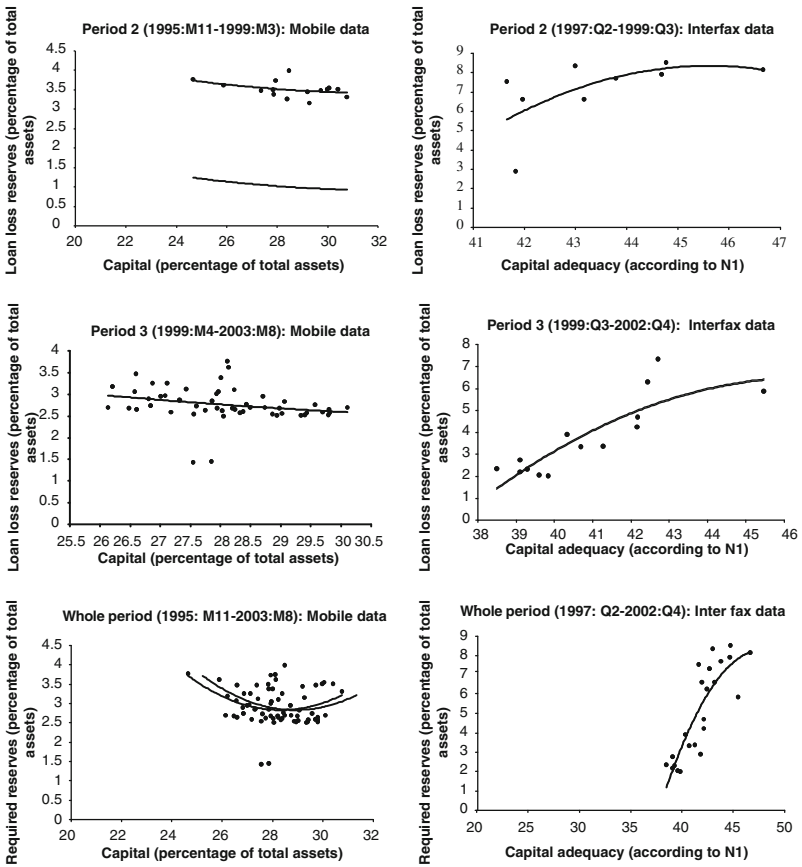 Period 2 (1995:M11-1999:M3): Mobile data
Loan loss reserves (percentage of total
assets)
4.5
4
3.5
3
2.5
2
1.5
1
0.5
0
20 22 24 26 28 30 32
Capital (percentage of total assets)
Period 2 (1997:Q2-1999:Q3): Interfax data
Loan loss reserves (percentage of total
assets)
9
8
7
6
5
4
3
2
1
0
41 42 43 44 45 46 47
Capital adequacy (according to N1)
Period 3 (1999:M4-2003:M8): Mobile data
Loan loss reserves (percentage of total
assets)
4
3.5
3
2.5
2
1.5
1
0.5
0
25.5 26 26.5 27 27.5 28 28.5 29 29.5 30 30.5
Capital (percentage of total assets)
Period 3 (1999:Q3-2002:Q4): Interfax data
Loan loss reserves (percentage of total
assets)
8
7
6
5
4
3
2
1
0
38 39 40 41 42 43 44 45 46
Capital adequacy (according to N1)
Whole period (1995: M11-2003:M8): Mobile data
Required reserves (percentage of total
assets)
4.5
4
3.5
3
2.5
2
1.5
1
0.5
0
20 22 24 26 28 30 32
Capital (percentage of total assets)
Whole period (1997: Q2-2002:Q4): Inter fax data
Required reserves (percentage of total
assets)
9
8
7
6
5
4
3
2
1
0
20 25 30 35 40 45 50
Capital adequacy (according to N1)